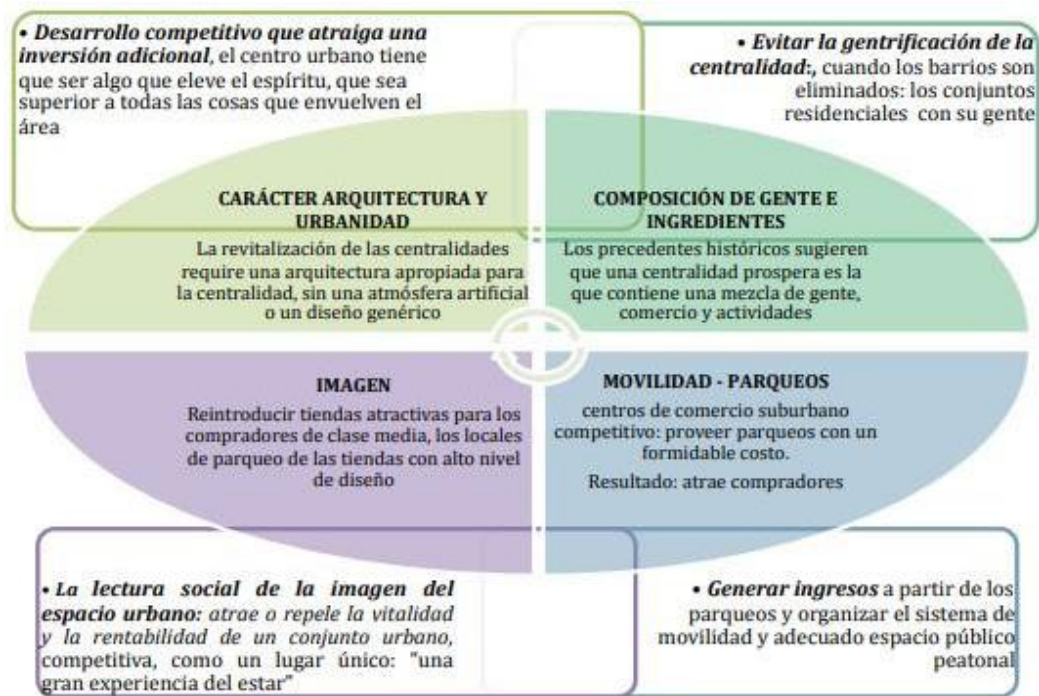 • Desarrollo competitivo que atraiga una
inversión adicional, el centro urbano tiene
que ser algo que eleve el espíritu, que sea
superior a todas las cosas que envuelven el
área
• Evitar la gentrificación de la
centralidad:, cuando los barrios son
eliminados: los conjuntos
residenciales con su gente
CARÁCTER ARQUITECTURA Y
URBANIDAD
La revitalización de las centralidades
require una arquitectura apropiada para
la centralidad, sin una atmósfera artificial
o un diseño genérico
COMPOSICIÓN DE GENTE E
INGREDIENTES
Los precedentes históricos sugieren
que una centralidad prospera es la
que contiene una mezcla de gente,
comercio y actividades
IMAGEN
Reintroducir tiendas atractivas para los
compradores de clase media, los locales
de parqueo de las tiendas con alto nivel
de diseño
MOVILIDAD - PARQUEOS
centros de comercio suburbano
competitivo: proveer parqueos con un
formidable costo.
Resultado: atrae compradores
• La lectura social de la imagen del
espacio urbano: atrae o repele la vitalidad
y la rentabilidad de un conjunto urbano,
competitiva, como un lugar único: "una
gran experiencia del estar"
• Generar ingresos a partir de los
parqueos y organizar el sistema de
movilidad y adecuado espacio público
peatonal